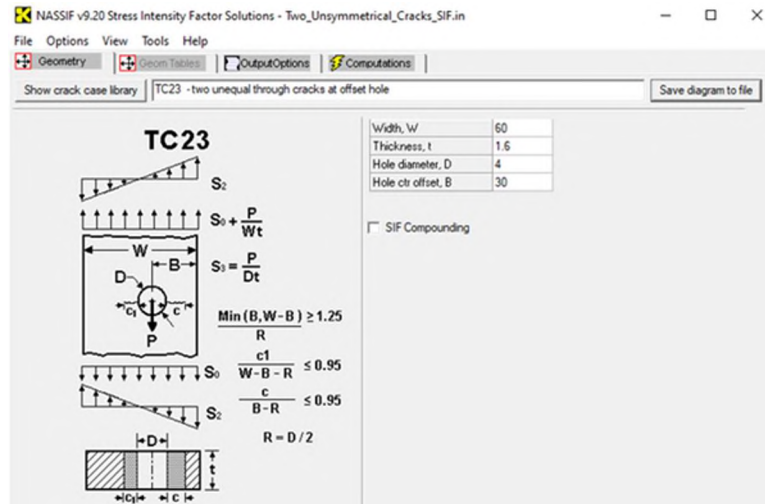 NASSIF v9.20 Stress Intensity Factor Solutions - Two_Unsymmetrical_Cracks_SIF.in
File Options View Tools Help
Geometry Geom Tables OutputOptions Computations
Show crack case library TC23 - two unequal through cracks at offset hole Save diagram to file
TC23
S₂
S₀ + P/Wt
W
B
S₃ = P/Dt
D
c₁ c
P
Min (B,W-B) / R ≥ 1.25
S₀
c1 / W-B-R ≤ 0.95
c / B-R ≤ 0.95
S₂
R = D / 2
D
t
c₁ c
Width, W 60
Thickness, t 1.6
Hole diameter, D 4
Hole ctr offset, B 30
SIF Compounding